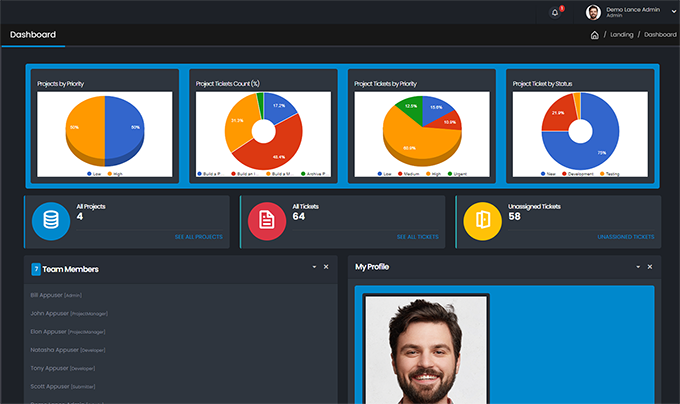 1
Demo Lance Admin
Admin
Dashboard
/ Landing / Dashboard
Projects by Priority
50%
50%
Low
High
Project Tickets Count (%)
17.2%
31.3%
48.4%
Build a P...
Build an I...
Build a M...
Archive P...
Project Tickets by Priority
12.5%
15.6%
10.9%
60.9%
Low
Medium
High
Urgent
Project Ticket by Status
21.9%
75%
New
Development
Testing
All Projects
4
SEE ALL PROJECTS
All Tickets
64
SEE ALL TICKETS
Unassigned Tickets
58
UNASSIGNED TICKETS
7 Team Members
Bill Appuser [Admin]
John Appuser [ProjectManager]
Elon Appuser [ProjectManager]
Natasha Appuser [Developer]
Tony Appuser [Developer]
Scott Appuser [Submitter]
My Profile